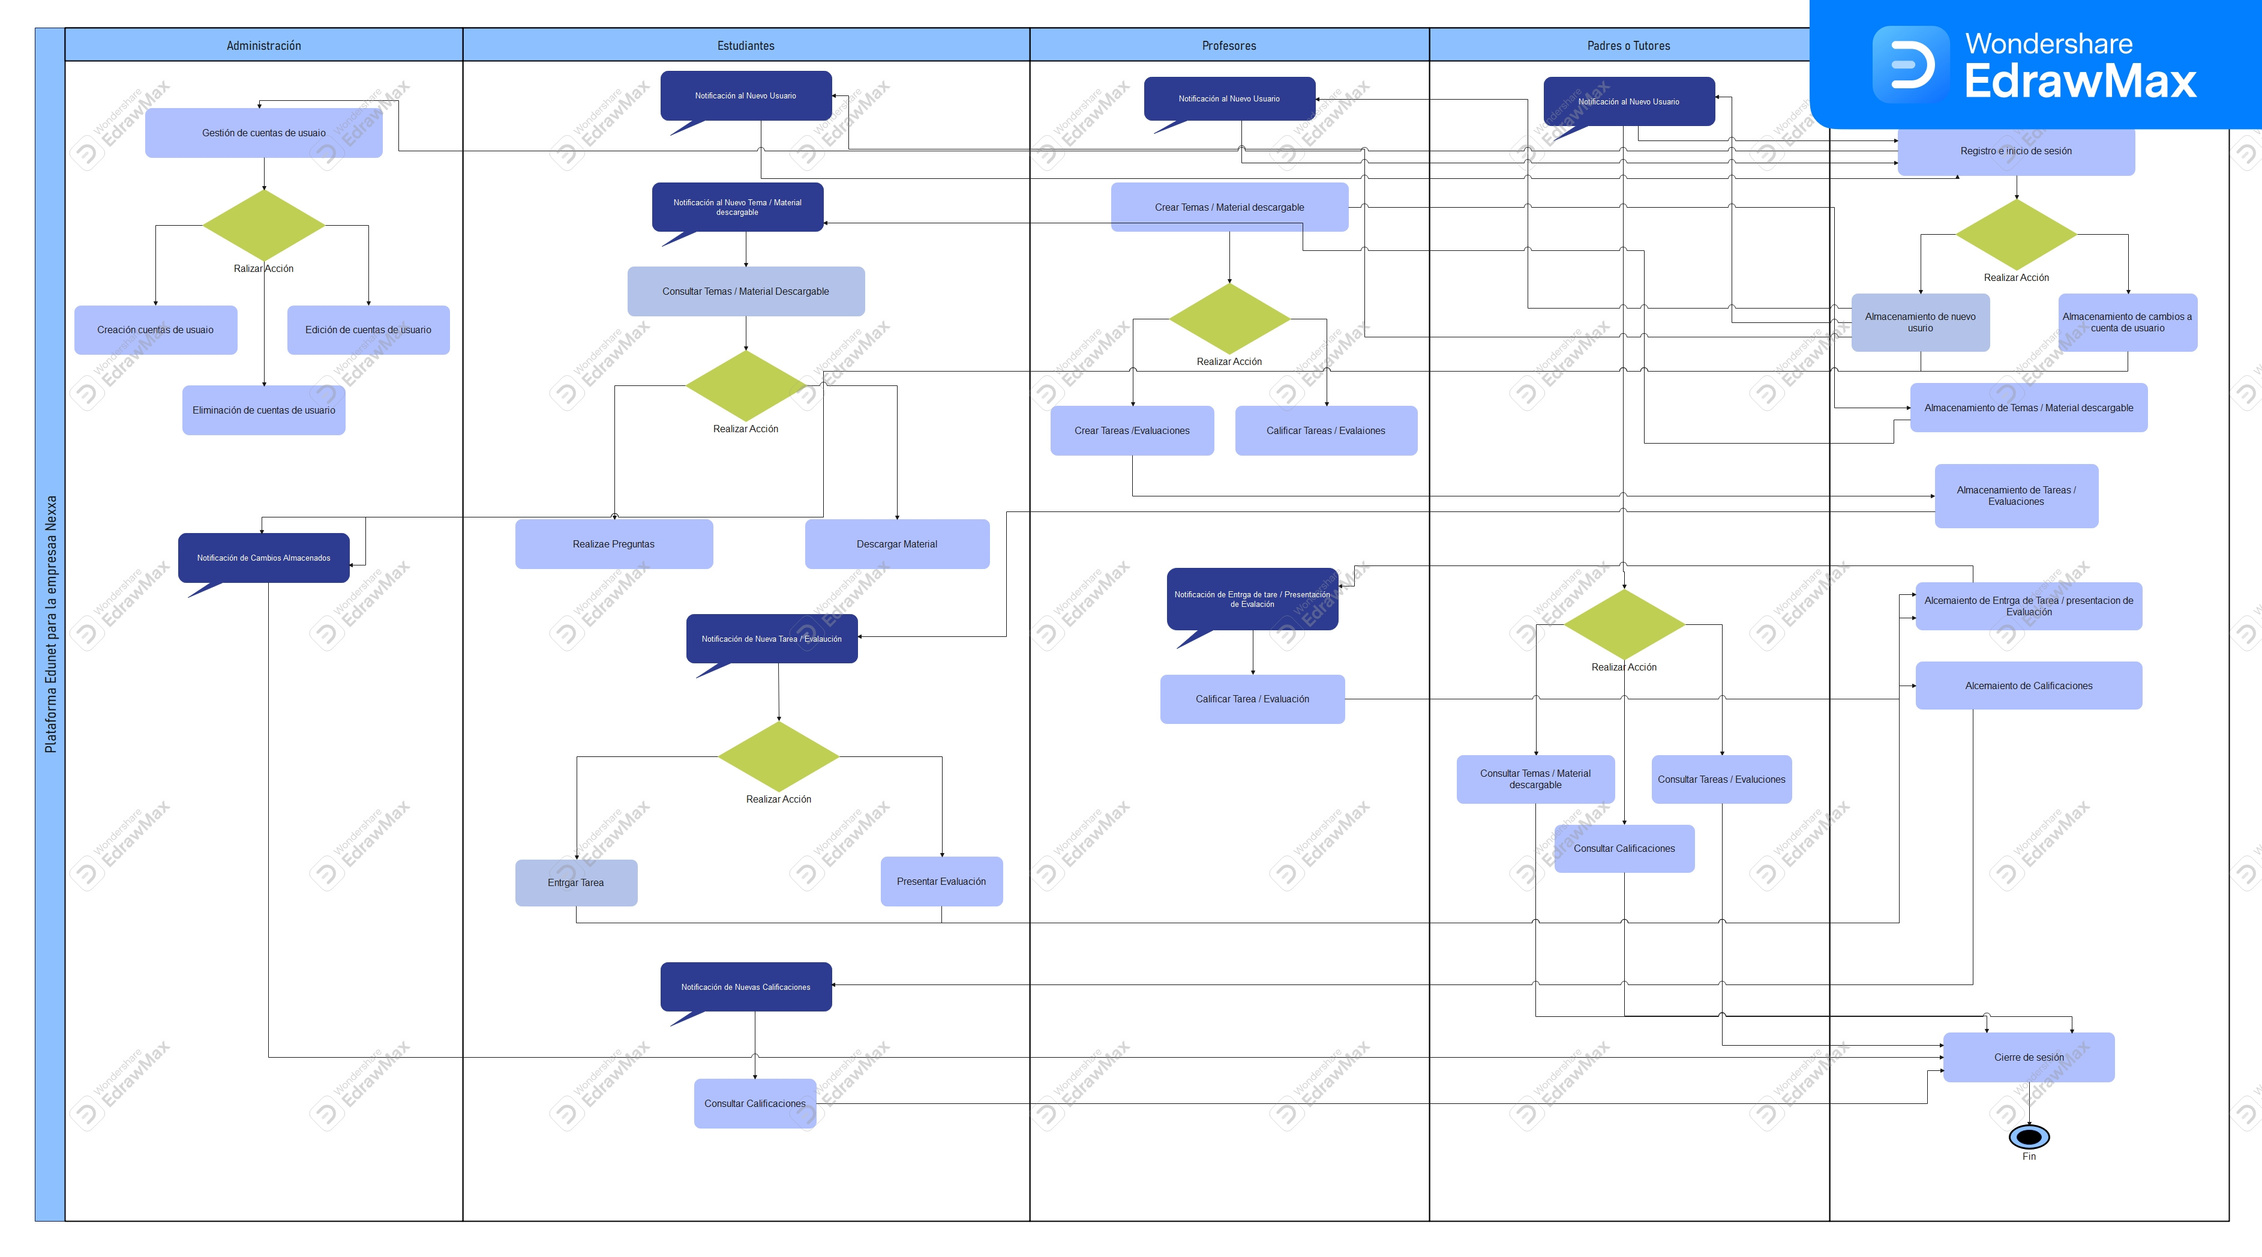 Wondershare
EdrawMax
Plataforma Edunet para la empresaa Nexxa
Administración
Estudiantes
Profesores
Padres o Tutores
Gestión de cuentas de usuaio
Ralizar Acción
Creación cuentas de usuaio
Edición de cuentas de usuario
Eliminación de cuentas de usuario
Notificación de Cambios Almacenados
Notificación al Nuevo Usuario
Notificación al Nuevo Tema / Material
descargable
Consultar Temas / Material Descargable
Realizar Acción
Realizae Preguntas
Descargar Material
Notificación de Nueva Tarea / Evalaución
Realizar Acción
Entrgar Tarea
Presentar Evaluación
Notificación de Nuevas Calificaciones
Consultar Calificaciones
Notificación al Nuevo Usuario
Crear Temas / Material descargable
Realizar Acción
Crear Tareas /Evaluaciones
Calificar Tareas / Evalaiones
Notificación de Entrga de tare / Presentación
de Evalación
Calificar Tarea / Evaluación
Notificación al Nuevo Usuario
Realizar Acción
Consultar Temas / Material
descargable
Consultar Tareas / Evaluciones
Consultar Calificaciones
Registro e inicio de sesión
Realizar Acción
Almacenamiento de nuevo
usurio
Almacenamiento de cambios a
cuenta de usuario
Almacenamiento de Temas / Material descargable
Almacenamiento de Tareas /
Evaluaciones
Alcemaiento de Entrga de Tarea / presentacion de
Evaluación
Alcemaiento de Calificaciones
Cierre de sesión
Fin